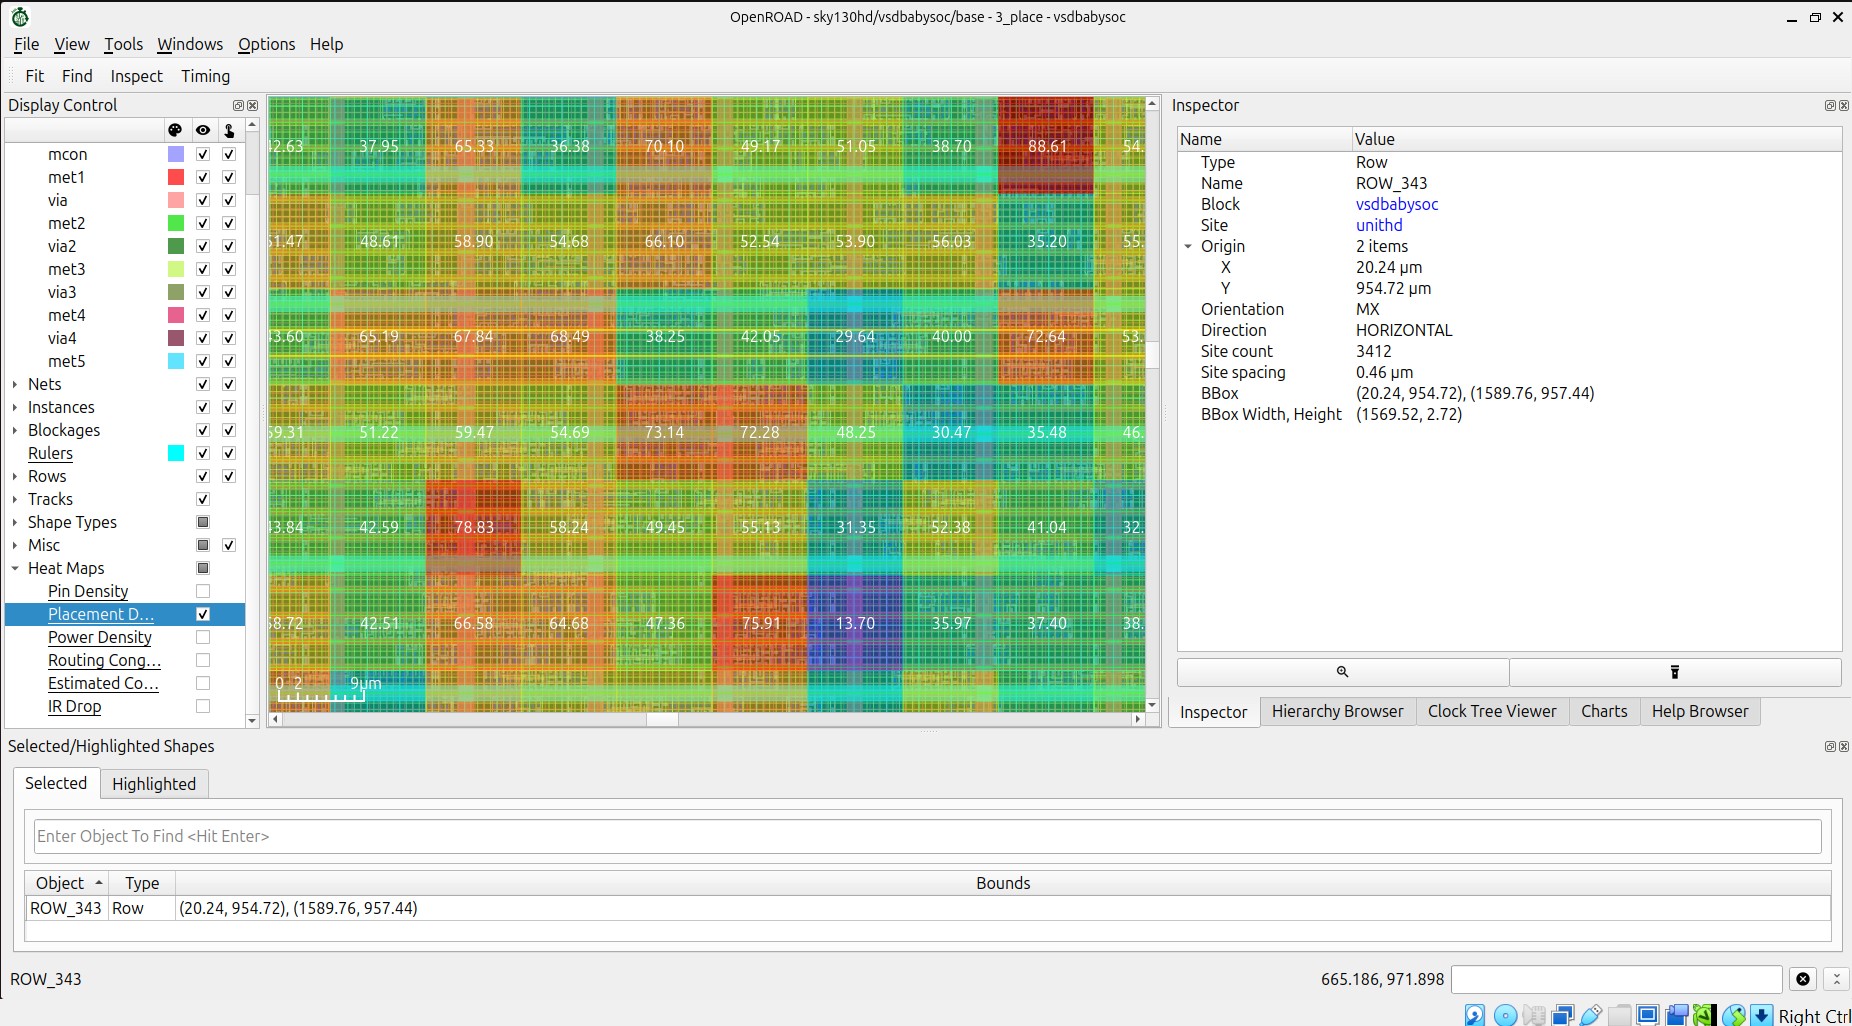 OpenROAD - sky130hd/vsdbabysoc/base - 3_place - vsdbabysoc
File View Tools Windows Options Help
Fit Find Inspect Timing
Display Control
mcon
met1
via
met2
via2
met3
via3
met4
via4
met5
Nets
Instances
Blockages
Rulers
Rows
Tracks
Shape Types
Misc
Heat Maps
Pin Density
Placement D...
Power Density
Routing Cong...
Estimated Co...
IR Drop
2.63 37.95 65.33 36.38 70.10 49.17 51.05 38.70 88.61 54.
51.47 48.61 58.90 54.68 66.10 52.54 53.90 56.03 35.20 55.
3.60 65.19 67.84 68.49 38.25 42.05 29.64 40.00 72.64 53.
59.31 51.22 59.47 54.69 73.14 72.28 48.25 30.47 35.48 46.
3.84 42.59 78.83 58.24 49.45 55.13 31.35 52.38 41.04 32.
8.72 42.51 66.58 64.68 47.36 75.91 13.70 35.97 37.40 38.
0 2 9μm
Inspector
Name Value
Type Row
Name ROW_343
Block vsdbabysoc
Site unithd
Origin 2 items
X 20.24 μm
Y 954.72 μm
Orientation MX
Direction HORIZONTAL
Site count 3412
Site spacing 0.46 μm
BBox (20.24, 954.72), (1589.76, 957.44)
BBox Width, Height (1569.52, 2.72)
Inspector Hierarchy Browser Clock Tree Viewer Charts Help Browser
Selected/Highlighted Shapes
Selected Highlighted
Enter Object To Find <Hit Enter>
Object Type Bounds
ROW_343 Row (20.24, 954.72), (1589.76, 957.44)
ROW_343 665.186, 971.898
Right Ctrl